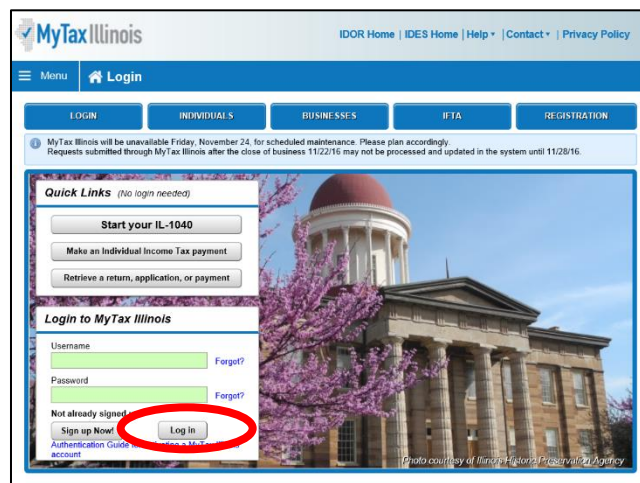 MyTax Illinois
IDOR Home | IDES Home | Help | Contact | Privacy Policy
Menu Login
LOGIN INDIVIDUALS BUSINESSES IFTA REGISTRATION
MyTax Illinois will be unavailable Friday, November 24, for scheduled maintenance. Please plan accordingly.
Requests submitted through MyTax Illinois after the close of business 11/22/16 may not be processed and updated in the system until 11/28/16.
Quick Links (No login needed)
Start your IL-1040
Make an Individual Income Tax payment
Retrieve a return, application, or payment
Login to MyTax Illinois
Username
Forgot?
Password
Forgot?
Not already signed
Sign up Now! Log in
Authentication Guide
account
Photo courtesy of Illinois Historic Preservation Agency